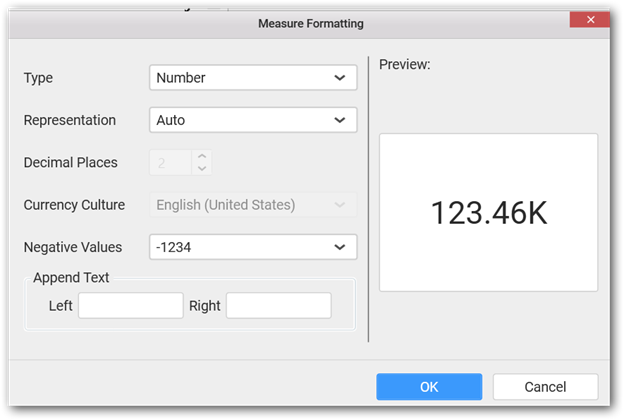 Measure Formatting
Type
Number
Representation
Auto
Decimal Places
2
Currency Culture
English (United States)
Negative Values
-1234
Append Text
Left
Right
Preview:
123.46K
OK
Cancel